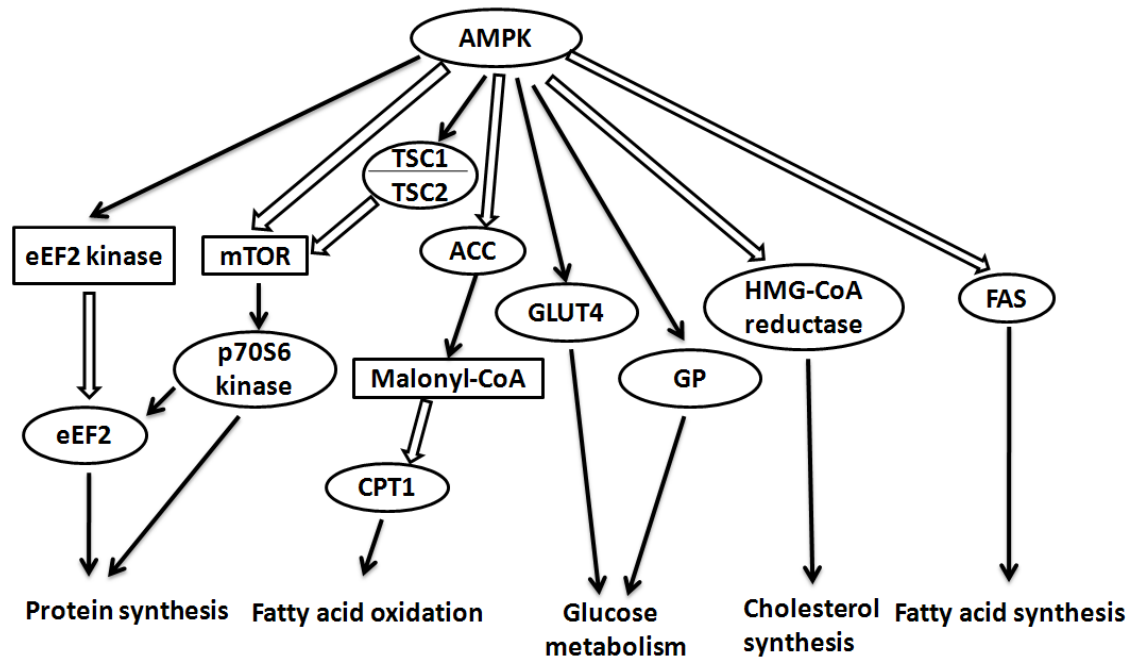 AMPK
TSC1
TSC2
eEF2 kinase
mTOR
ACC
GLUT4
HMG-CoA
reductase
FAS
p70S6
kinase
Malonyl-CoA
GP
eEF2
CPT1
Protein synthesis
Fatty acid oxidation
Glucose
metabolism
Cholesterol
synthesis
Fatty acid synthesis